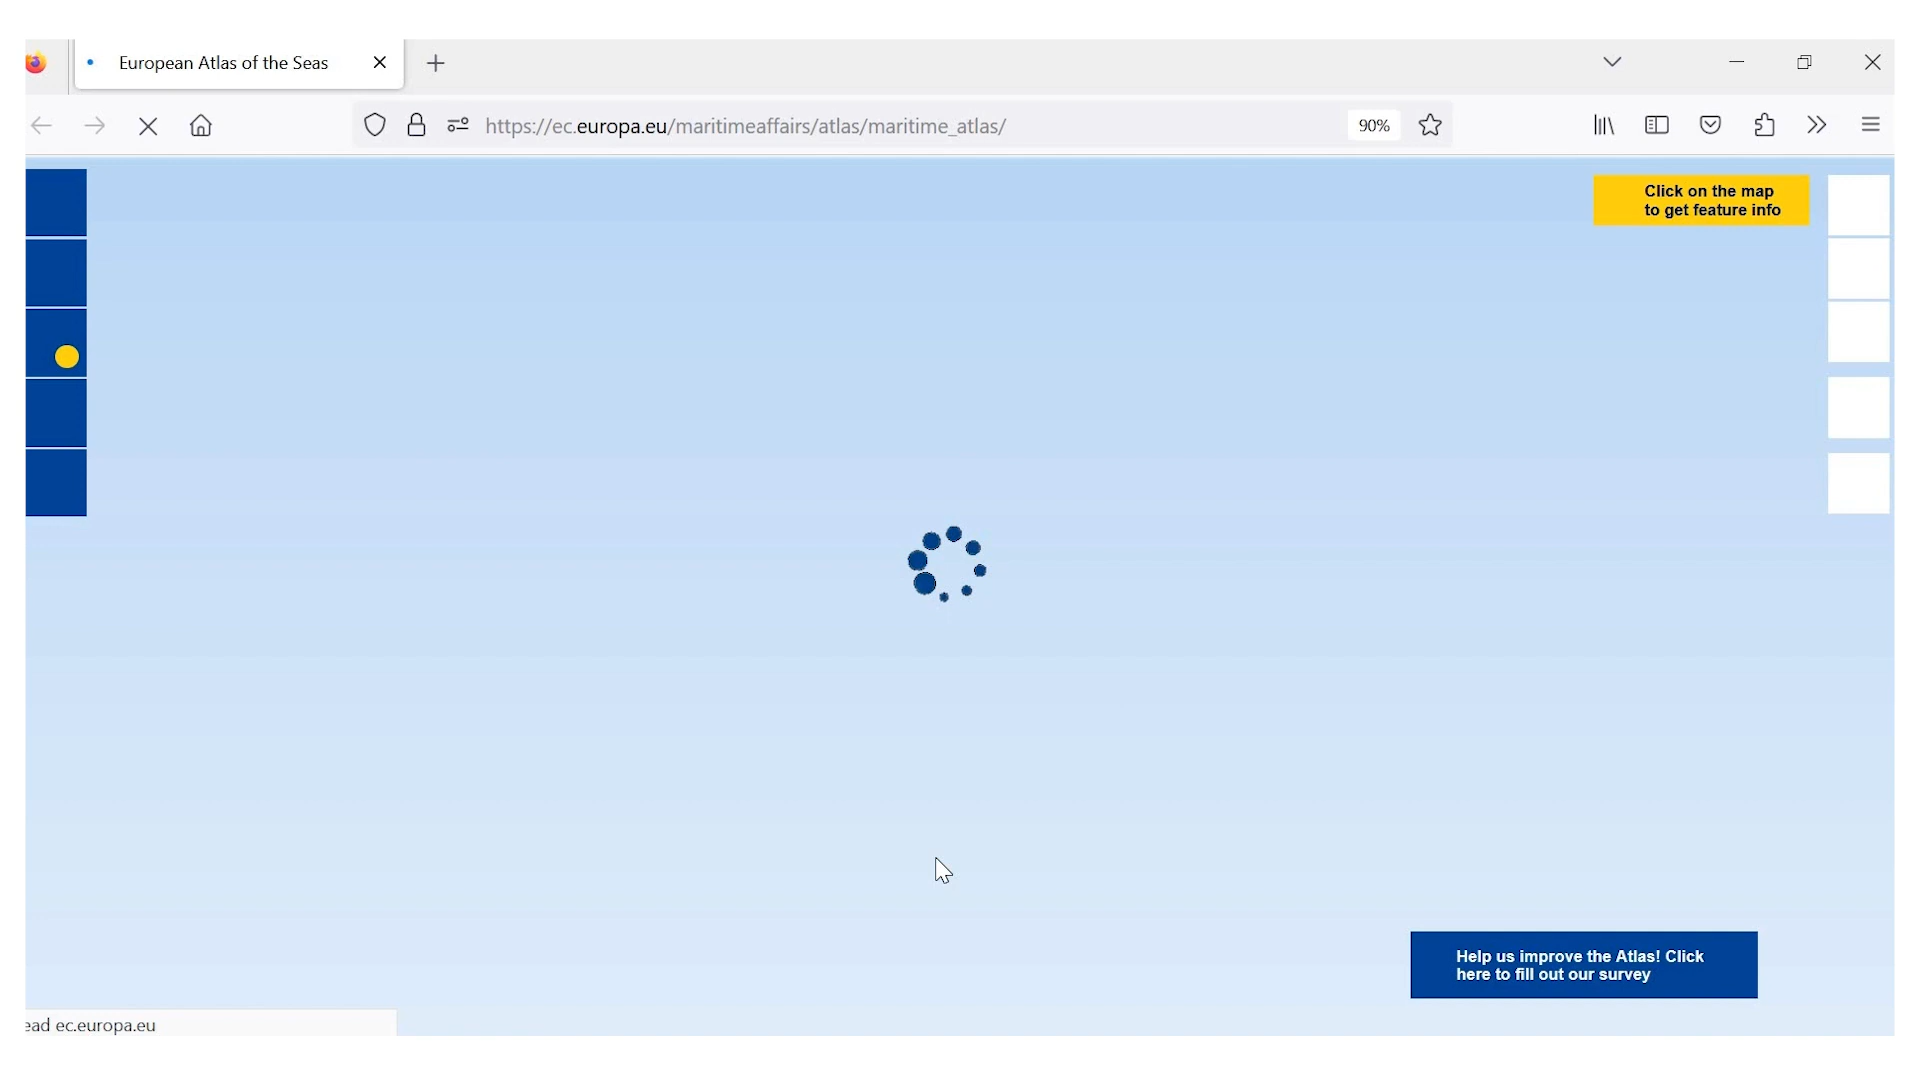 European Atlas of the Seas
https://ec.europa.eu/maritimeaffairs/atlas/maritime_atlas/
90%
Click on the map
to get feature info
Help us improve the Atlas! Click
here to fill out our survey
ead ec.europa.eu